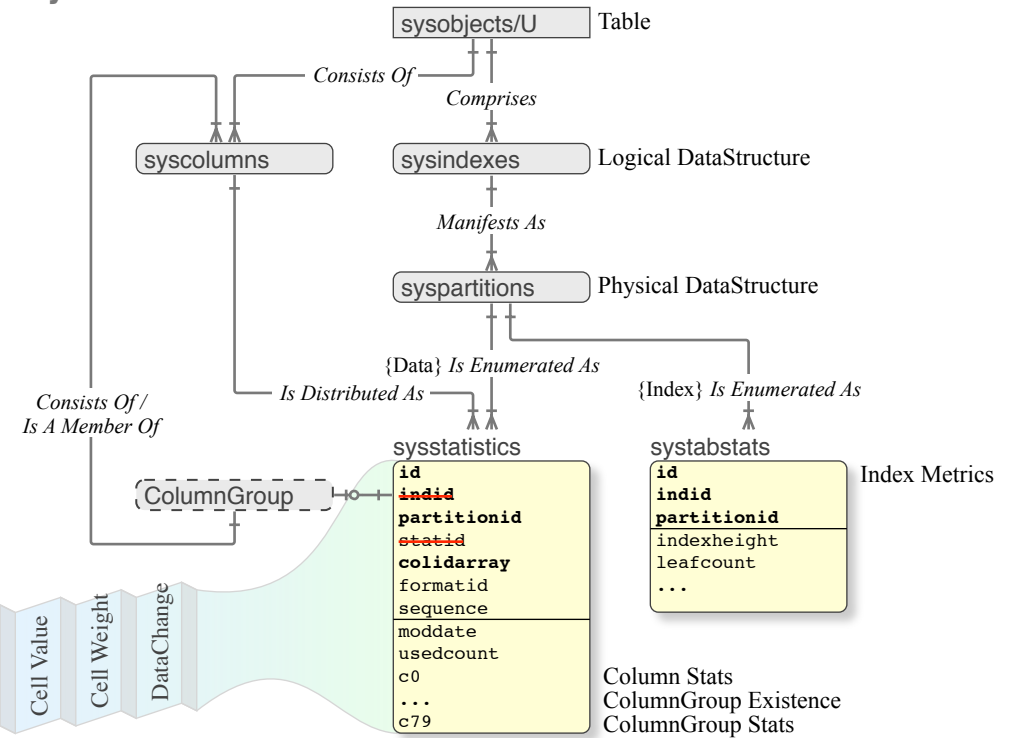 sysobjects/U
Table
Consists Of
Comprises
syscolumns
sysindexes
Logical DataStructure
Manifests As
syspartitions
Physical DataStructure
{Data} Is Enumerated As
{Index} Is Enumerated As
Is Distributed As
Consists Of /
Is A Member Of
sysstatistics
systabstats
ColumnGroup
id
indid
partitionid
statid
colidarray
formatid
sequence
moddate
usedcount
c0
...
c79
id
indid
partitionid
indexheight
leafcount
...
Index Metrics
Cell Value
Cell Weight
DataChange
Column Stats
ColumnGroup Existence
ColumnGroup Stats